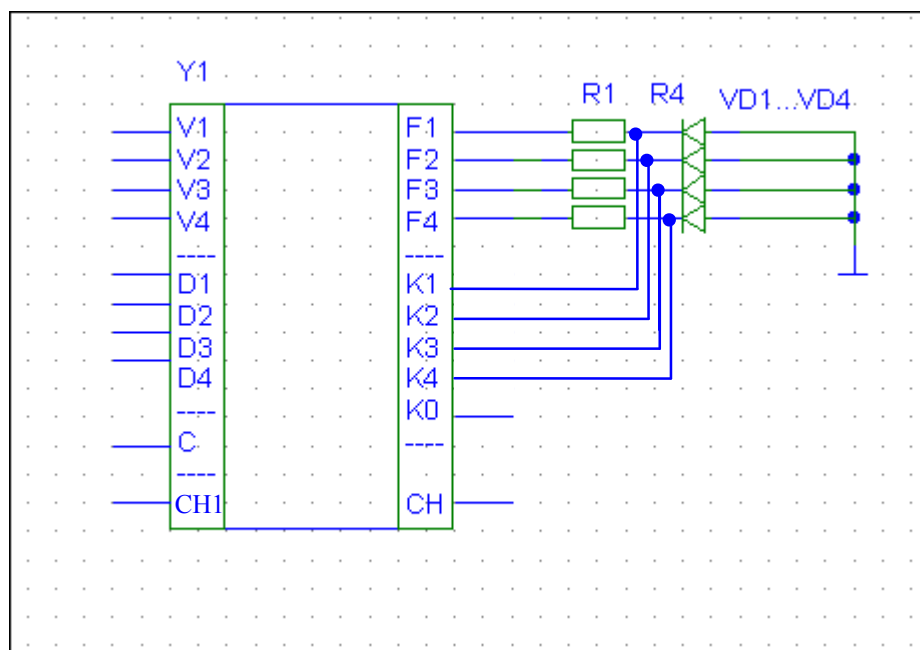 Y1
R1 R4 VD1...VD4
V1 F1
V2 F2
V3 F3
V4 F4
---- ----
D1 K1
D2 K2
D3 K3
D4 K4
---- K0
C ----
----
CH1 CH